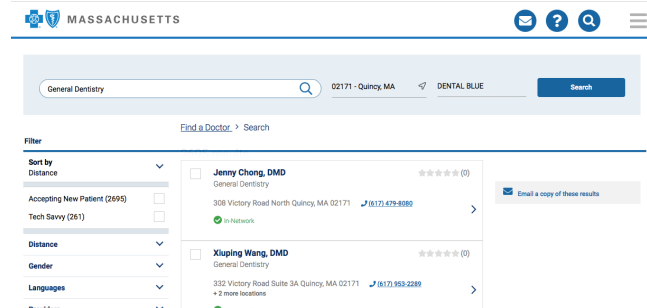 MASSACHUSETTS
General Dentistry
02171 - Quincy, MA
DENTAL BLUE
Search
Find a Doctor > Search
Filter
Sort by
Distance
Accepting New Patient (2695)
Tech Savvy (261)
Distance
Gender
Languages
Jenny Chong, DMD
(0)
General Dentistry
308 Victory Road North Quincy, MA 02171
(617) 479-8080
In-Network
Xiuping Wang, DMD
(0)
General Dentistry
332 Victory Road Suite 3A Quincy, MA 02171
(617) 953-2289
+ 2 more locations
Email a copy of these results